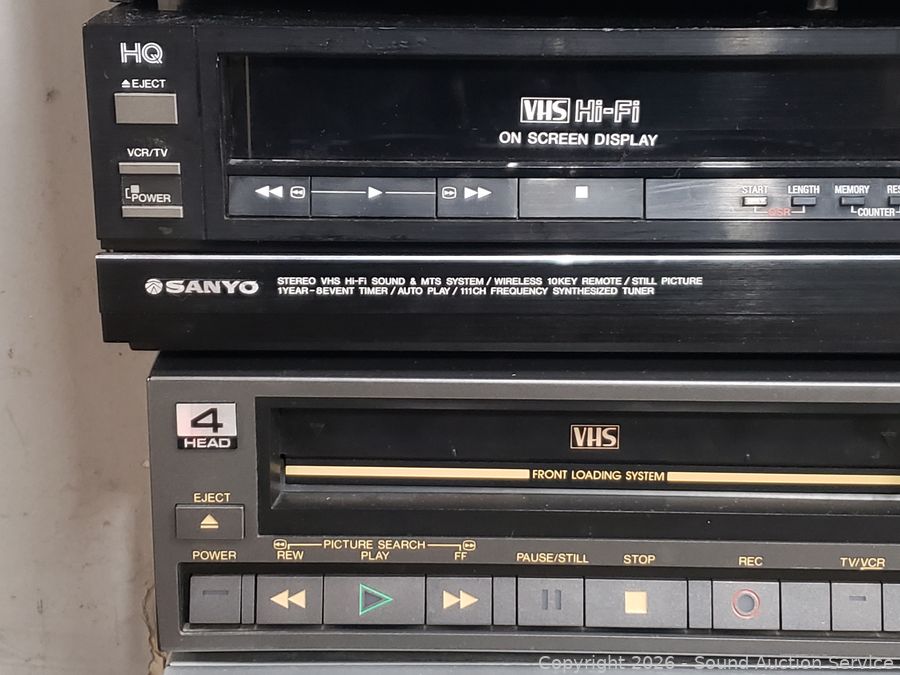 HQ
EJECT
VCR/TV
POWER
VHS Hi-Fi
ON SCREEN DISPLAY
START LENGTH MEMORY
OSR COUNTER
SANYO
STEREO VHS Hi-Fi SOUND & MTS SYSTEM / WIRELESS 10KEY REMOTE / STILL PICTURE
1YEAR-8EVENT TIMER / AUTO PLAY / 111CH FREQUENCY SYNTHESIZED TUNER
4
HEAD
VHS
FRONT LOADING SYSTEM
EJECT
POWER
PICTURE SEARCH
REW PLAY FF
PAUSE/STILL STOP REC TV/VCR
Copyright 2026 - Sound Auction Service